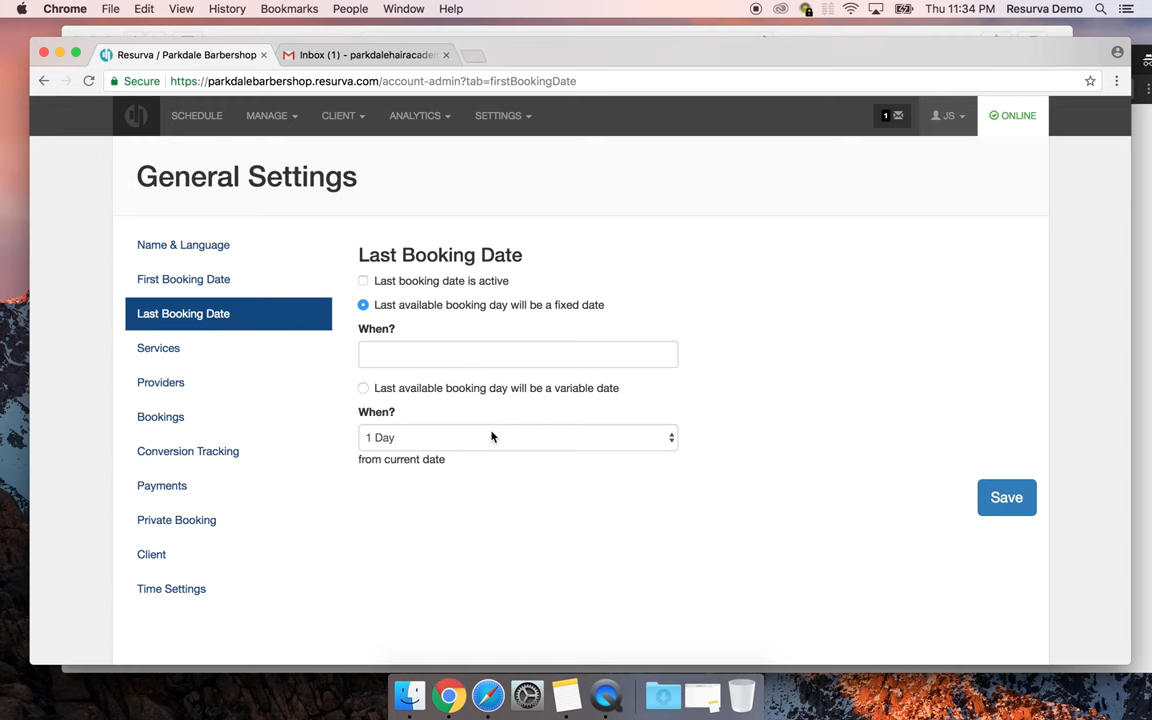 Chrome File Edit View History Bookmarks People Window Help Thu 11:34 PM Resurva Demo
Resurva / Parkdale Barbershop Inbox (1) - parkdalehairacadem
Secure https://parkdalebarbershop.resurva.com/account-admin?tab=firstBookingDate
SCHEDULE MANAGE CLIENT ANALYTICS SETTINGS 1 JS ONLINE
General Settings
Name & Language
First Booking Date
Last Booking Date
Services
Providers
Bookings
Conversion Tracking
Payments
Private Booking
Client
Time Settings
Last Booking Date
Last booking date is active
Last available booking day will be a fixed date
When?
Last available booking day will be a variable date
When?
1 Day
from current date
Save